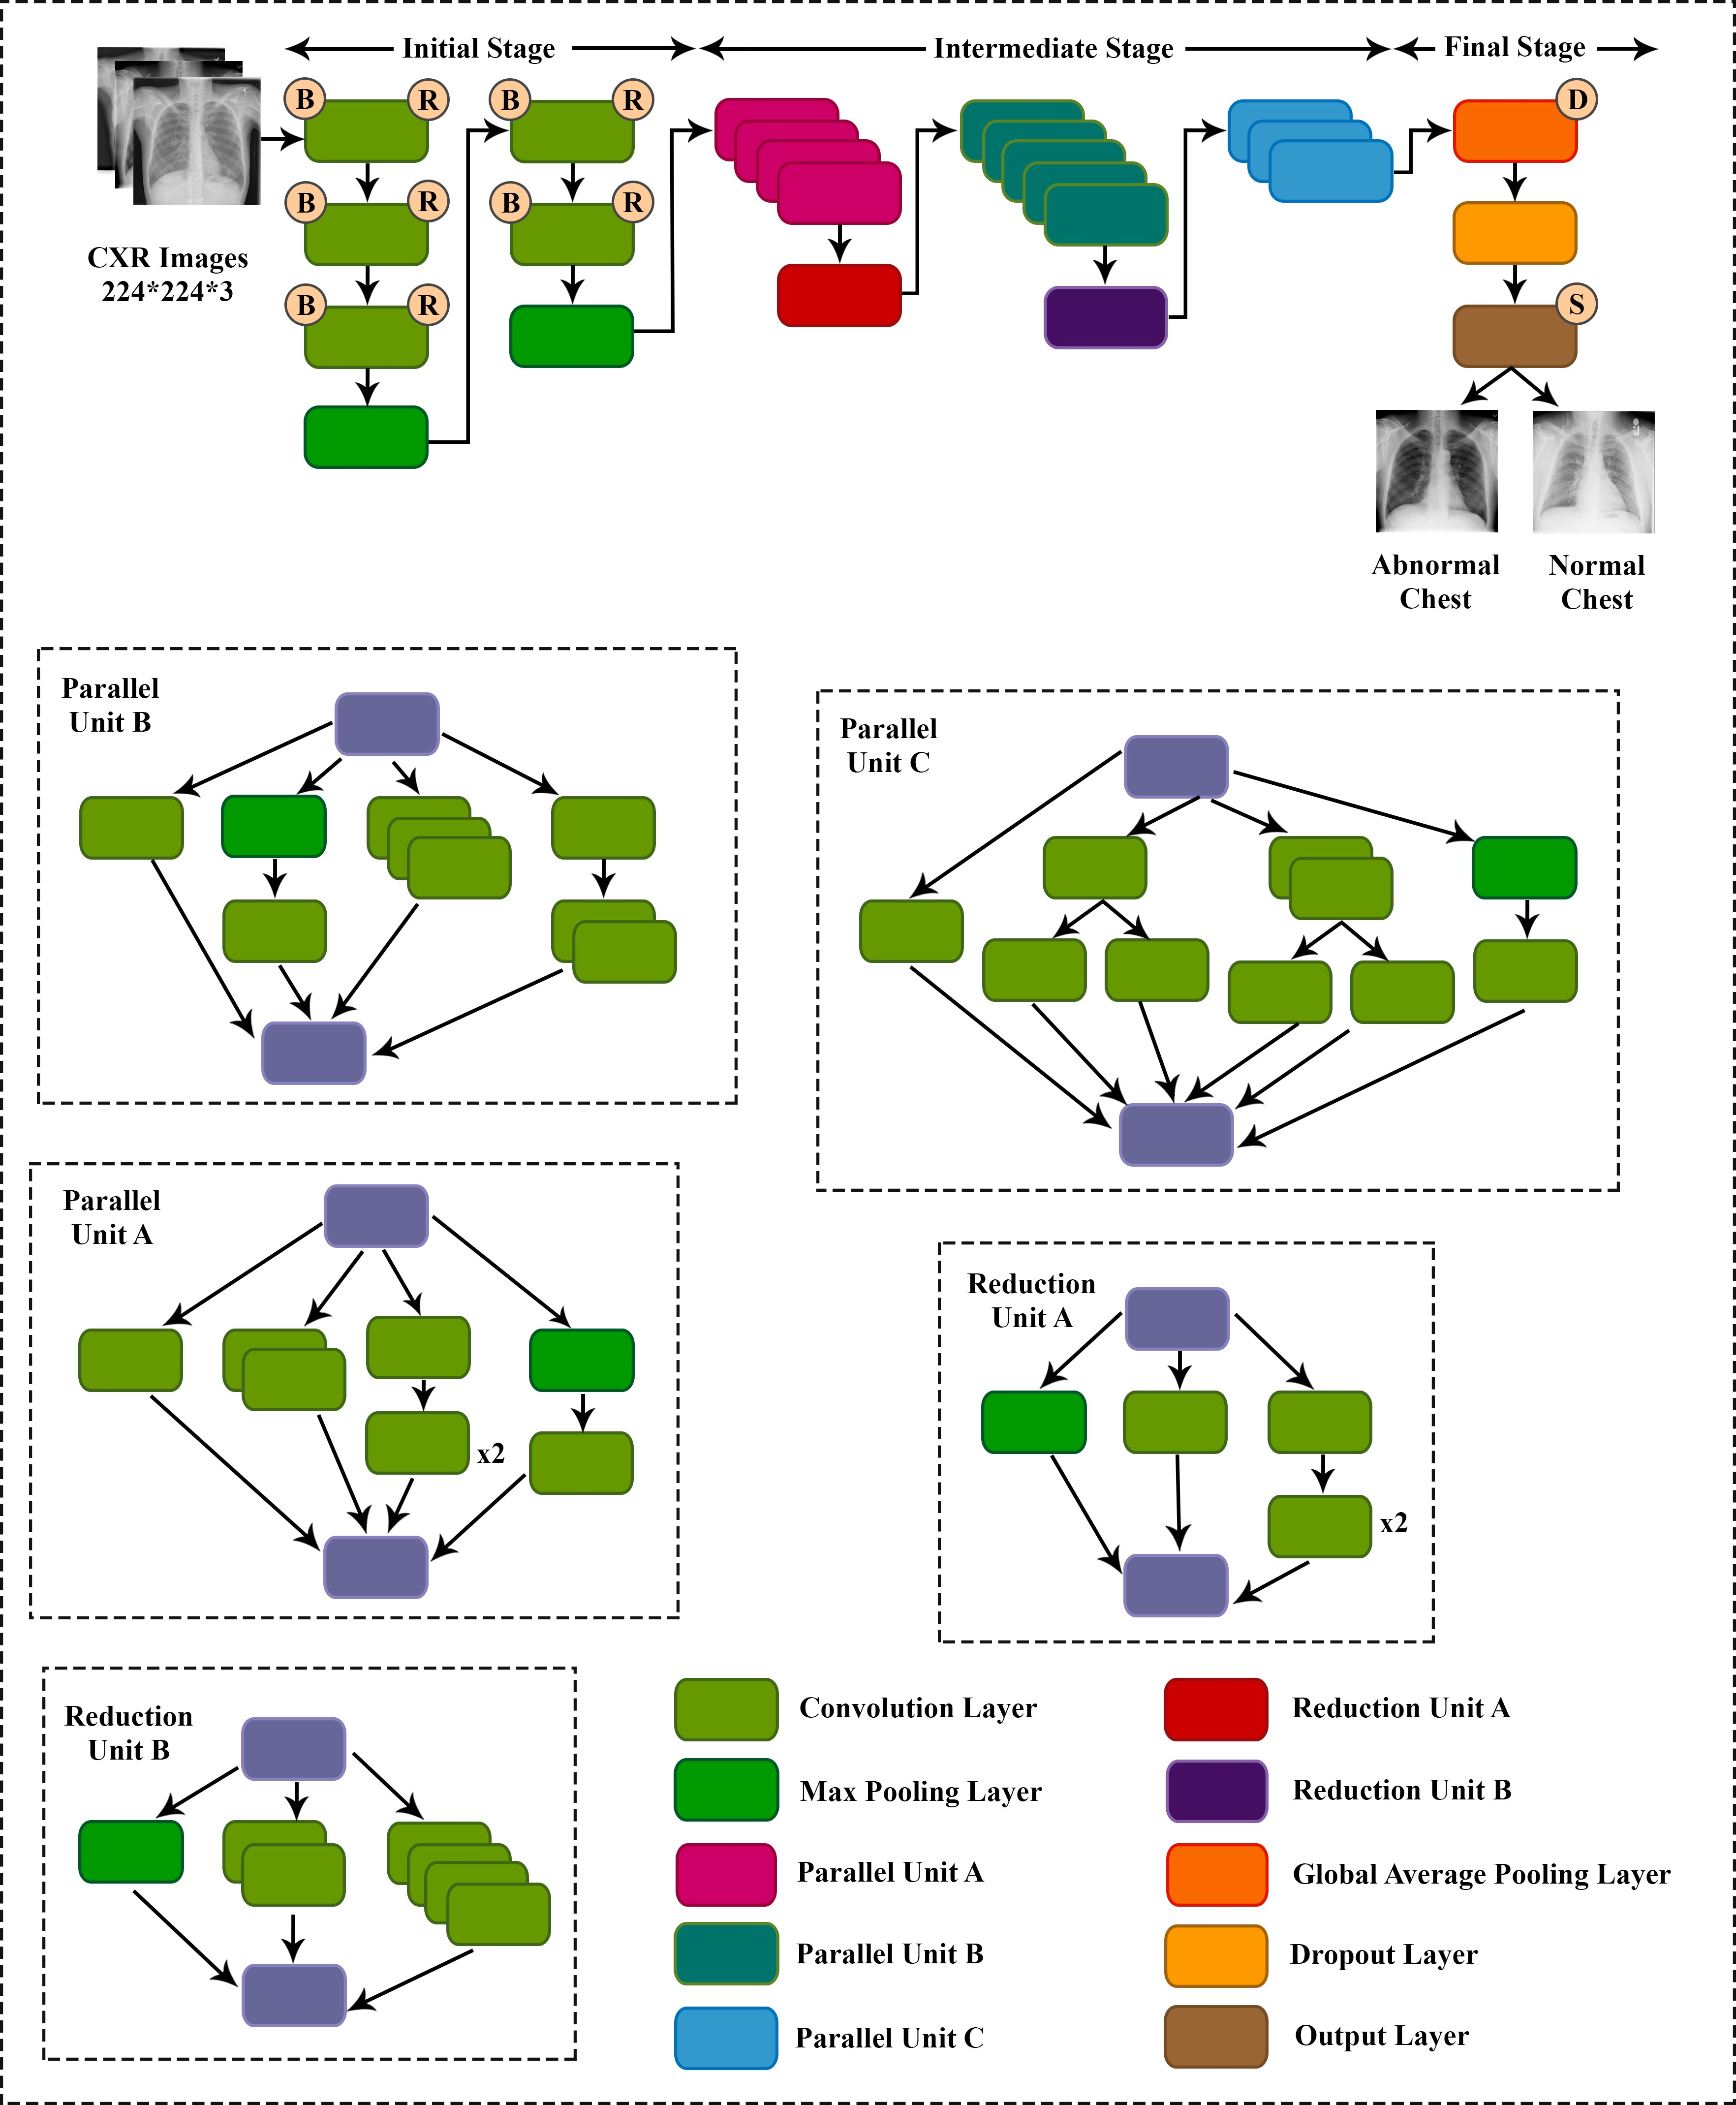 Initial Stage
Intermediate Stage
Final Stage
B R B R D
B R B R
CXR Images
224*224*3
B R S
Abnormal
Chest
Normal
Chest
Parallel
Unit B
Parallel
Unit C
Parallel
Unit A
x2
Reduction
Unit A
x2
Reduction
Unit B
Convolution Layer
Max Pooling Layer
Parallel Unit A
Parallel Unit B
Parallel Unit C
Reduction Unit A
Reduction Unit B
Global Average Pooling Layer
Dropout Layer
Output Layer